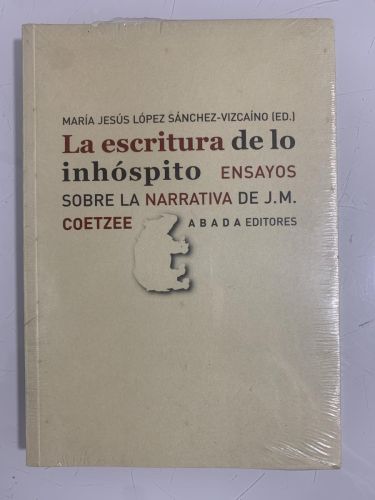 MARÍA JESÚS LÓPEZ SÁNCHEZ-VIZCAÍNO (ED.)
La escritura de lo
inhóspito ENSAYOS
SOBRE LA NARRATIVA DE J.M.
COETZEE ABADA EDITORES